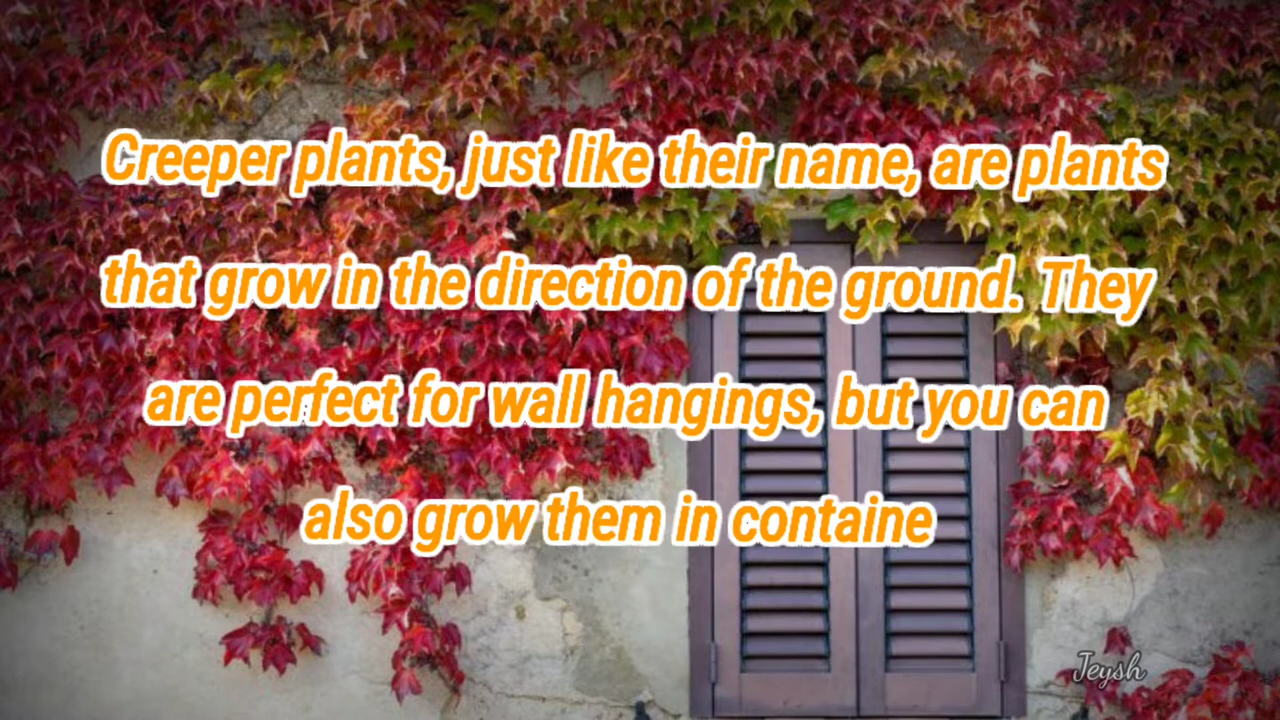 Creeper plants, just like their name, are plants
that grow in the direction of the ground. They
are perfect for wall hangings, but you can
also grow them in containe
Jeysh